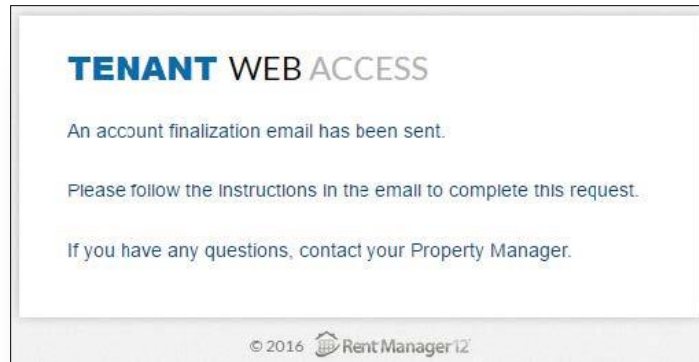 TENANT WEB ACCESS
An account finalization email has been sent.
Please follow the instructions in the email to complete this request.
If you have any questions, contact your Property Manager.
© 2016 Rent Manager 12